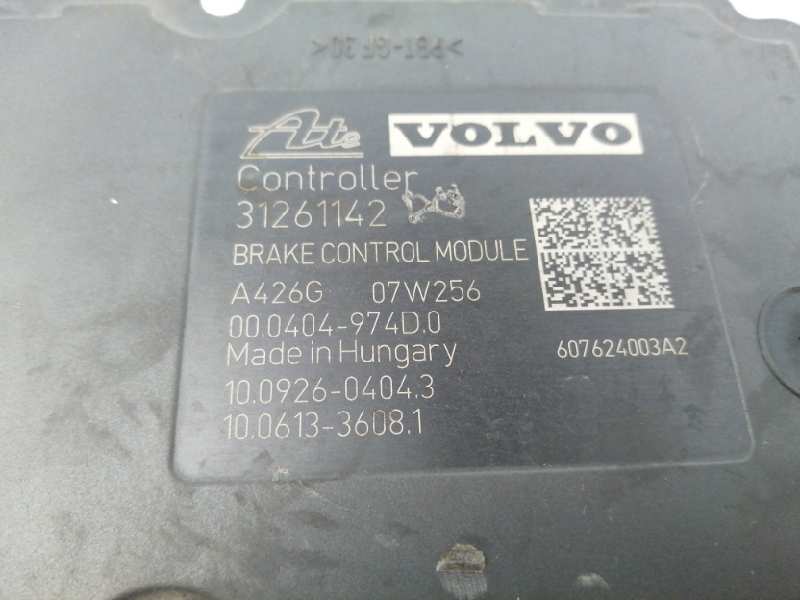 >PBT-GF30<
Ate VOLVO
Controller
31261142
BRAKE CONTROL MODULE
A426G 07W256
00.0404-974D.0
Made in Hungary 607624003A2
10.0926-0404.3
10.0613-3608.1